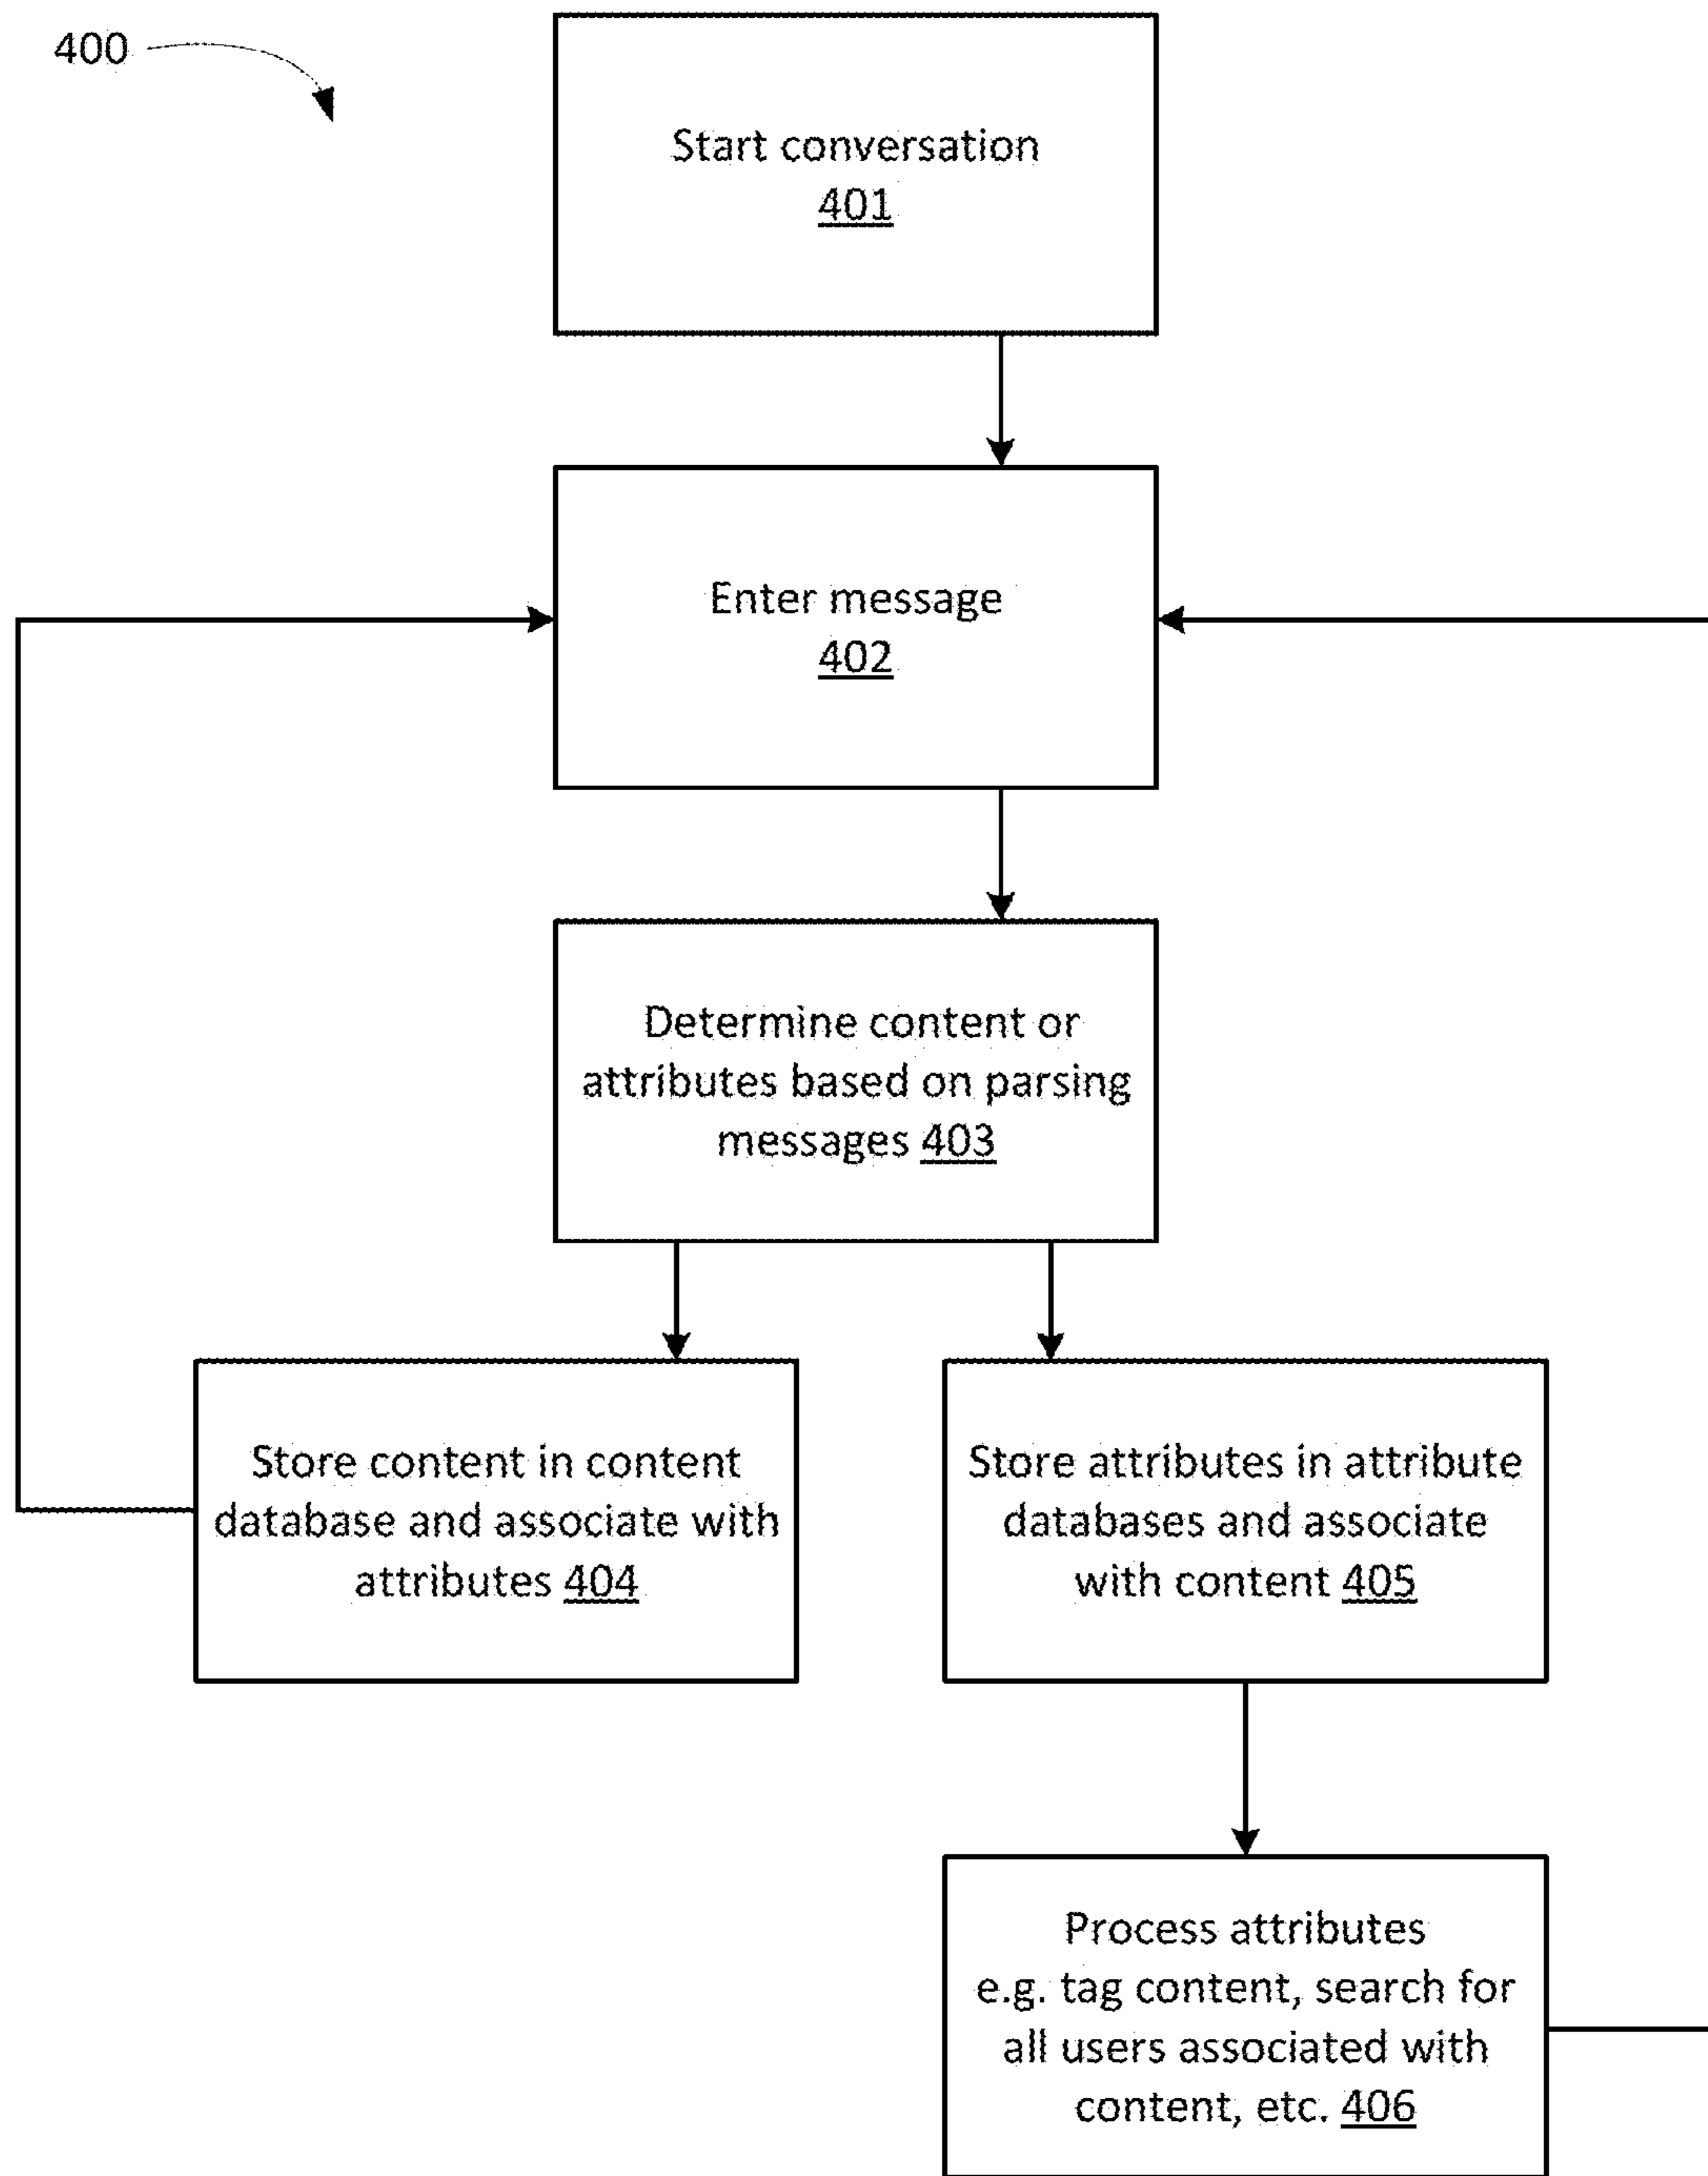 400
Start conversation
401
Enter message
402
Determine content or
attributes based on parsing
messages 403
Store content in content
database and associate with
attributes 404
Store attributes in attribute
databases and associate
with content 405
Process attributes
e.g. tag content, search for
all users associated with
content, etc. 406